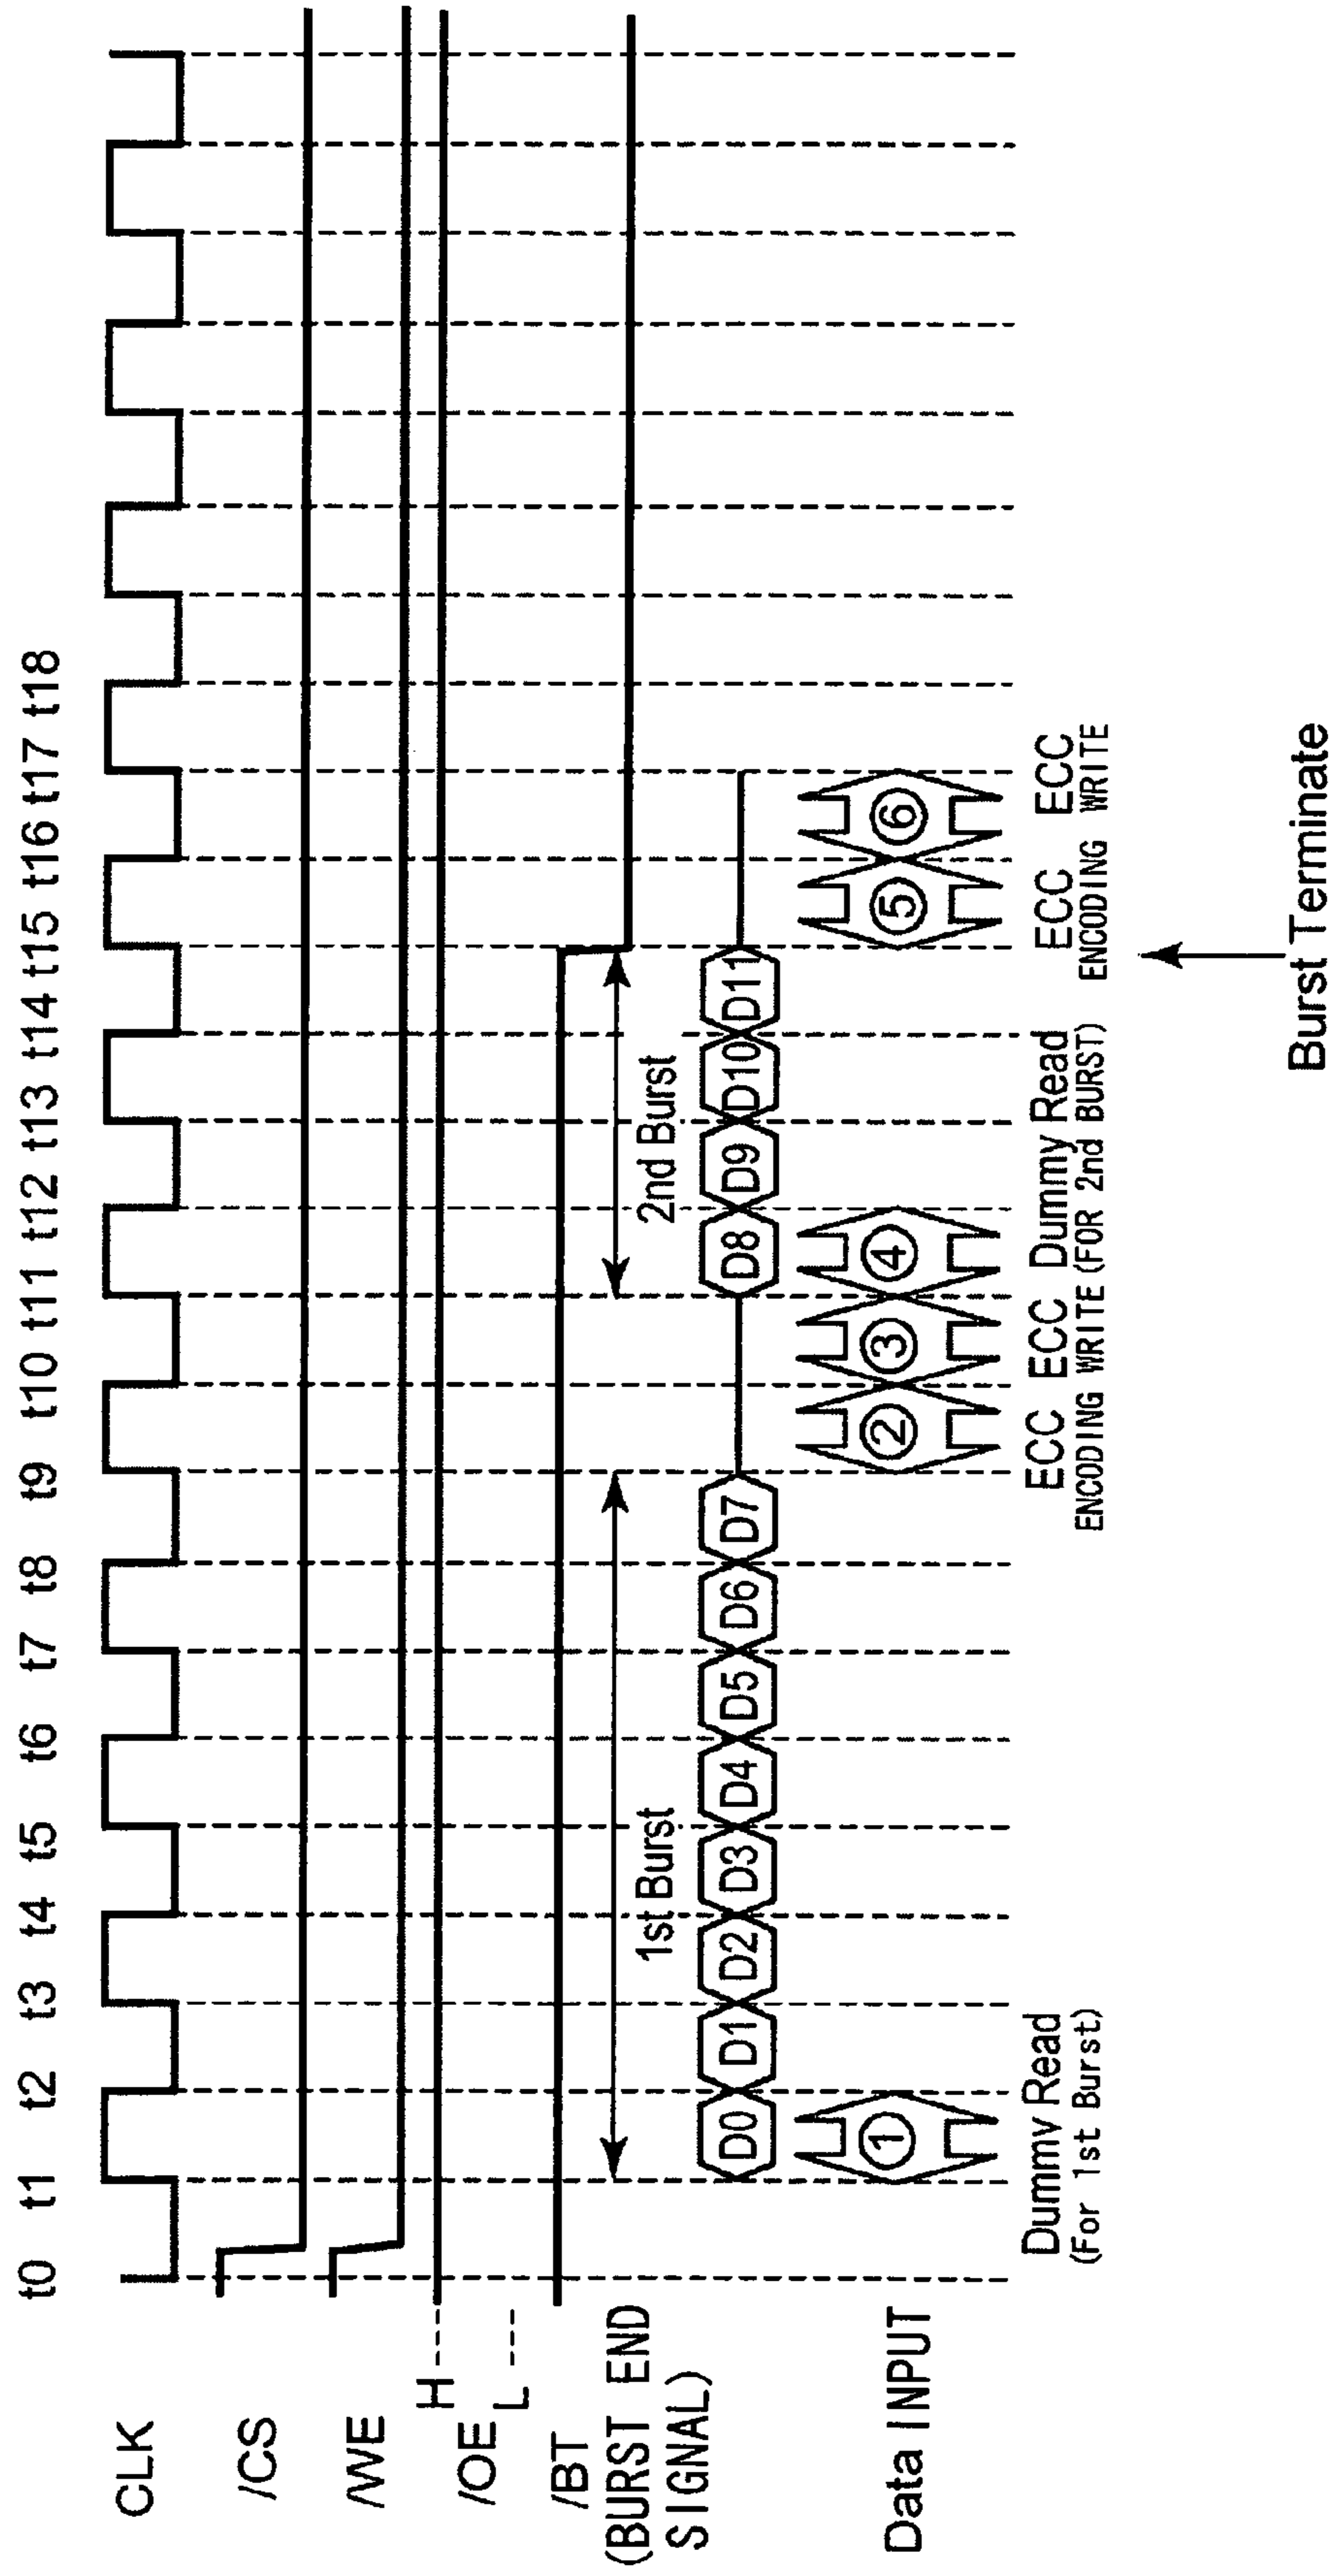 t0 t1 t2 t3 t4 t5 t6 t7 t8 t9 t10 t11 t12 t13 t14 t15 t16 t17 t18
CLK
/CS
/WE
H
/OE
L
/BT
(BURST END
SIGNAL)
1st Burst
2nd Burst
D0 D1 D2 D3 D4 D5 D6 D7 D8 D9 D10 D11
Data INPUT
① ② ③ ④ ⑤ ⑥
Dummy Read
(For 1st Burst)
ECC
ENCODING
ECC
WRITE
Dummy Read
(FOR 2nd BURST)
ECC
ENCODING
ECC
WRITE
Burst Terminate